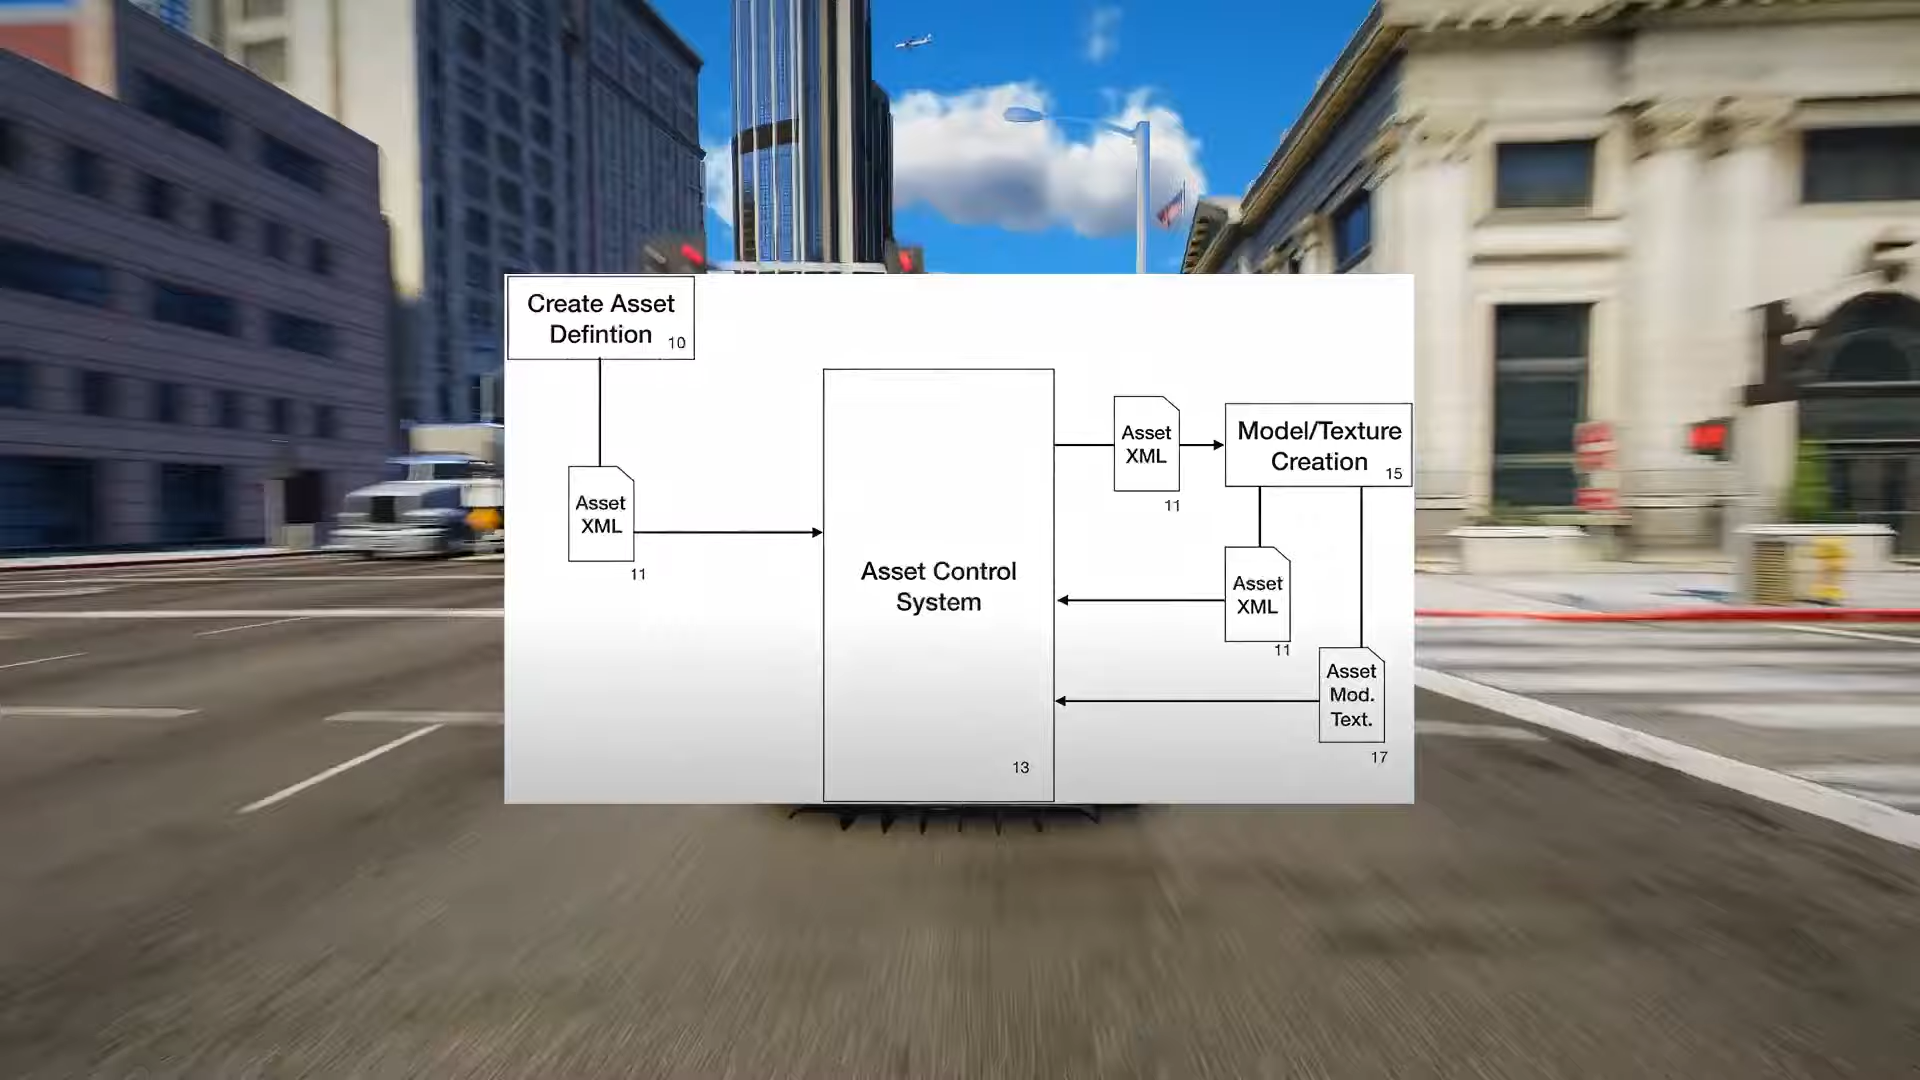 Create Asset
Defintion
10
Asset
XML
11
Asset Control
System
13
Asset
XML
11
Model/Texture
Creation
15
Asset
XML
11
Asset
Mod.
Text.
17